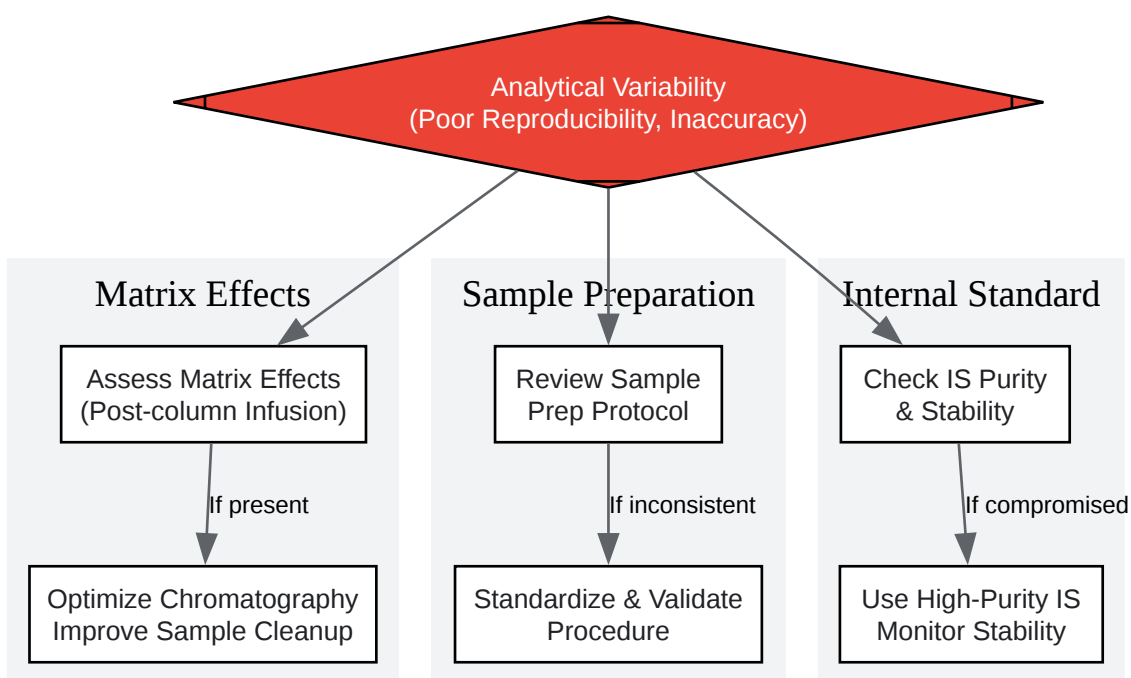 Analytical Variability
(Poor Reproducibility, Inaccuracy)
Matrix Effects
Assess Matrix Effects
(Post-column Infusion)
If present
Optimize Chromatography
Improve Sample Cleanup
Sample Preparation
Review Sample
Prep Protocol
If inconsistent
Standardize & Validate
Procedure
Internal Standard
Check IS Purity
& Stability
If compromised
Use High-Purity IS
Monitor Stability